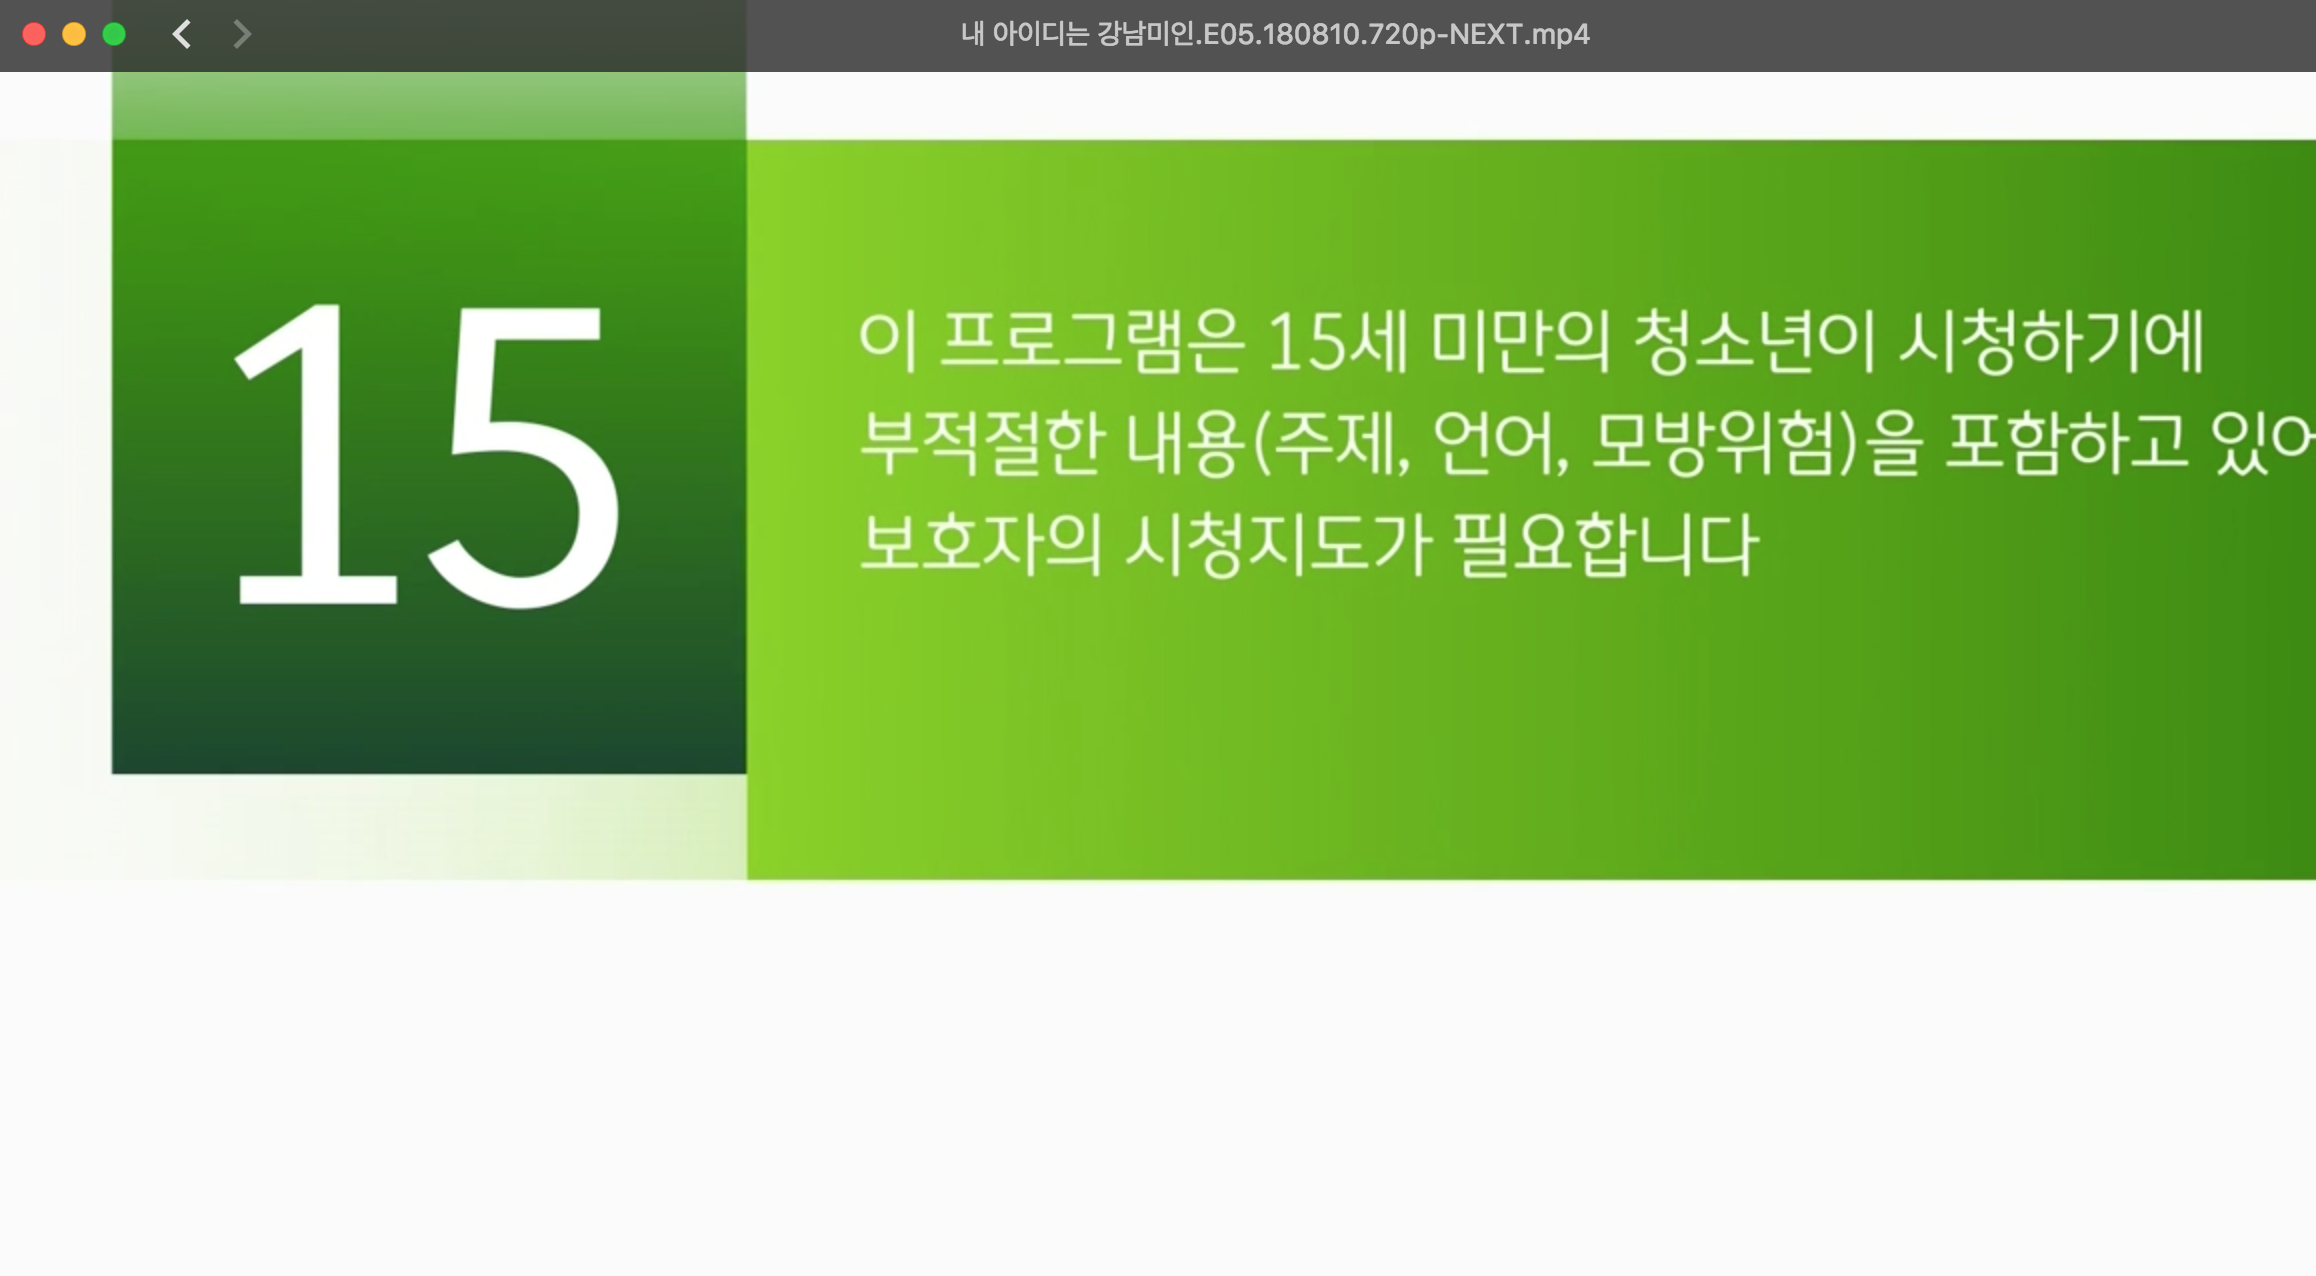 내 아이디는 강남미인.E05.180810.720p-NEXT.mp4
15
이 프로그램은 15세 미만의 청소년이 시청하기에
부적절한 내용(주제, 언어, 모방위험)을 포함하고
보호자의 시청지도가 필요합니다